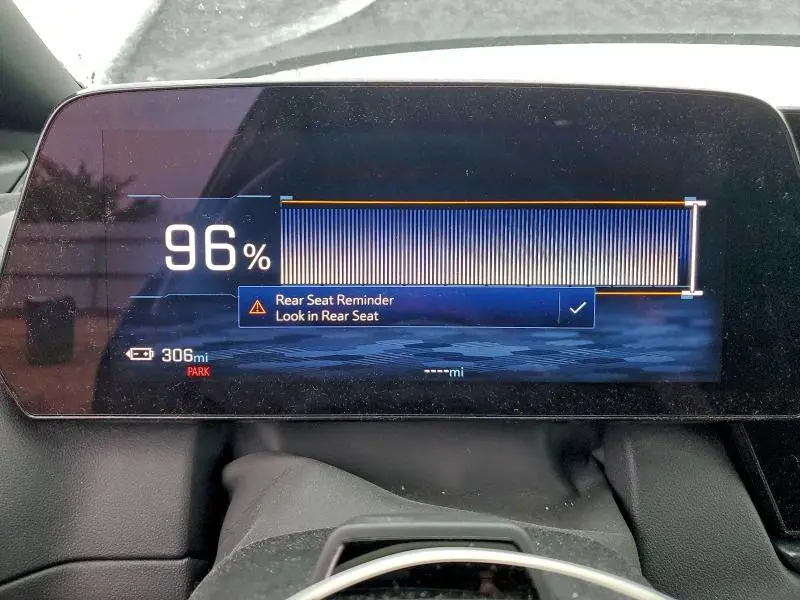 96%
Rear Seat Reminder
Look in Rear Seat
306mi
PARK
----mi